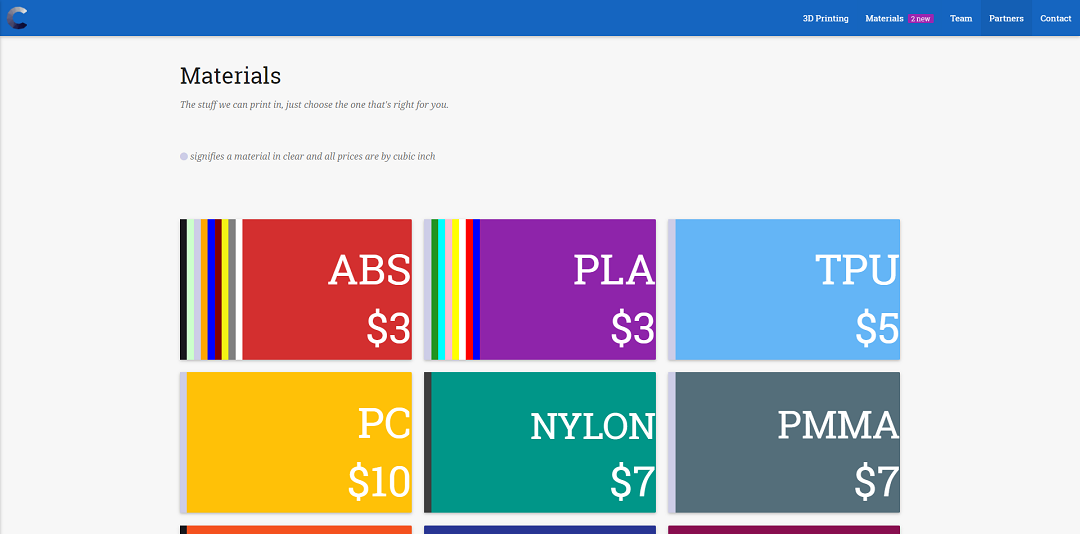 3D Printing Materials 2 new Team Partners Contact
Materials
The stuff we can print in, just choose the one that's right for you.
signifies a material in clear and all prices are by cubic inch
ABS
$3
PLA
$3
TPU
$5
PC
$10
NYLON
$7
PMMA
$7